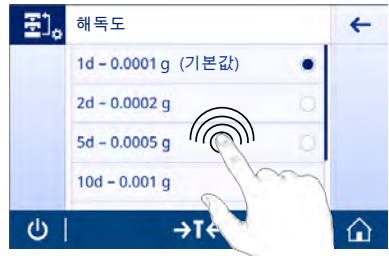 해독도
1d – 0.0001 g (기본값)
2d – 0.0002 g
5d – 0.0005 g
10d – 0.001 g
→T←